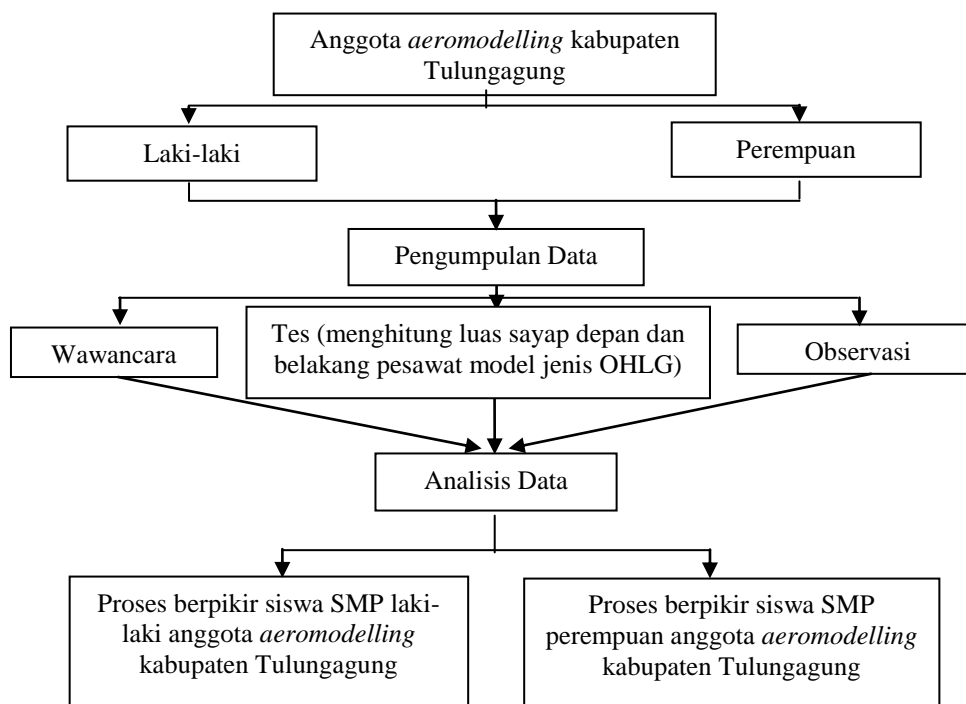 Anggota aeromodelling kabupaten
Tulungagung
Laki-laki
Perempuan
Pengumpulan Data
Wawancara
Tes (menghitung luas sayap depan dan
belakang pesawat model jenis OHLG)
Observasi
Analisis Data
Proses berpikir siswa SMP laki-
laki anggota aeromodelling
kabupaten Tulungagung
Proses berpikir siswa SMP
perempuan anggota aeromodelling
kabupaten Tulungagung